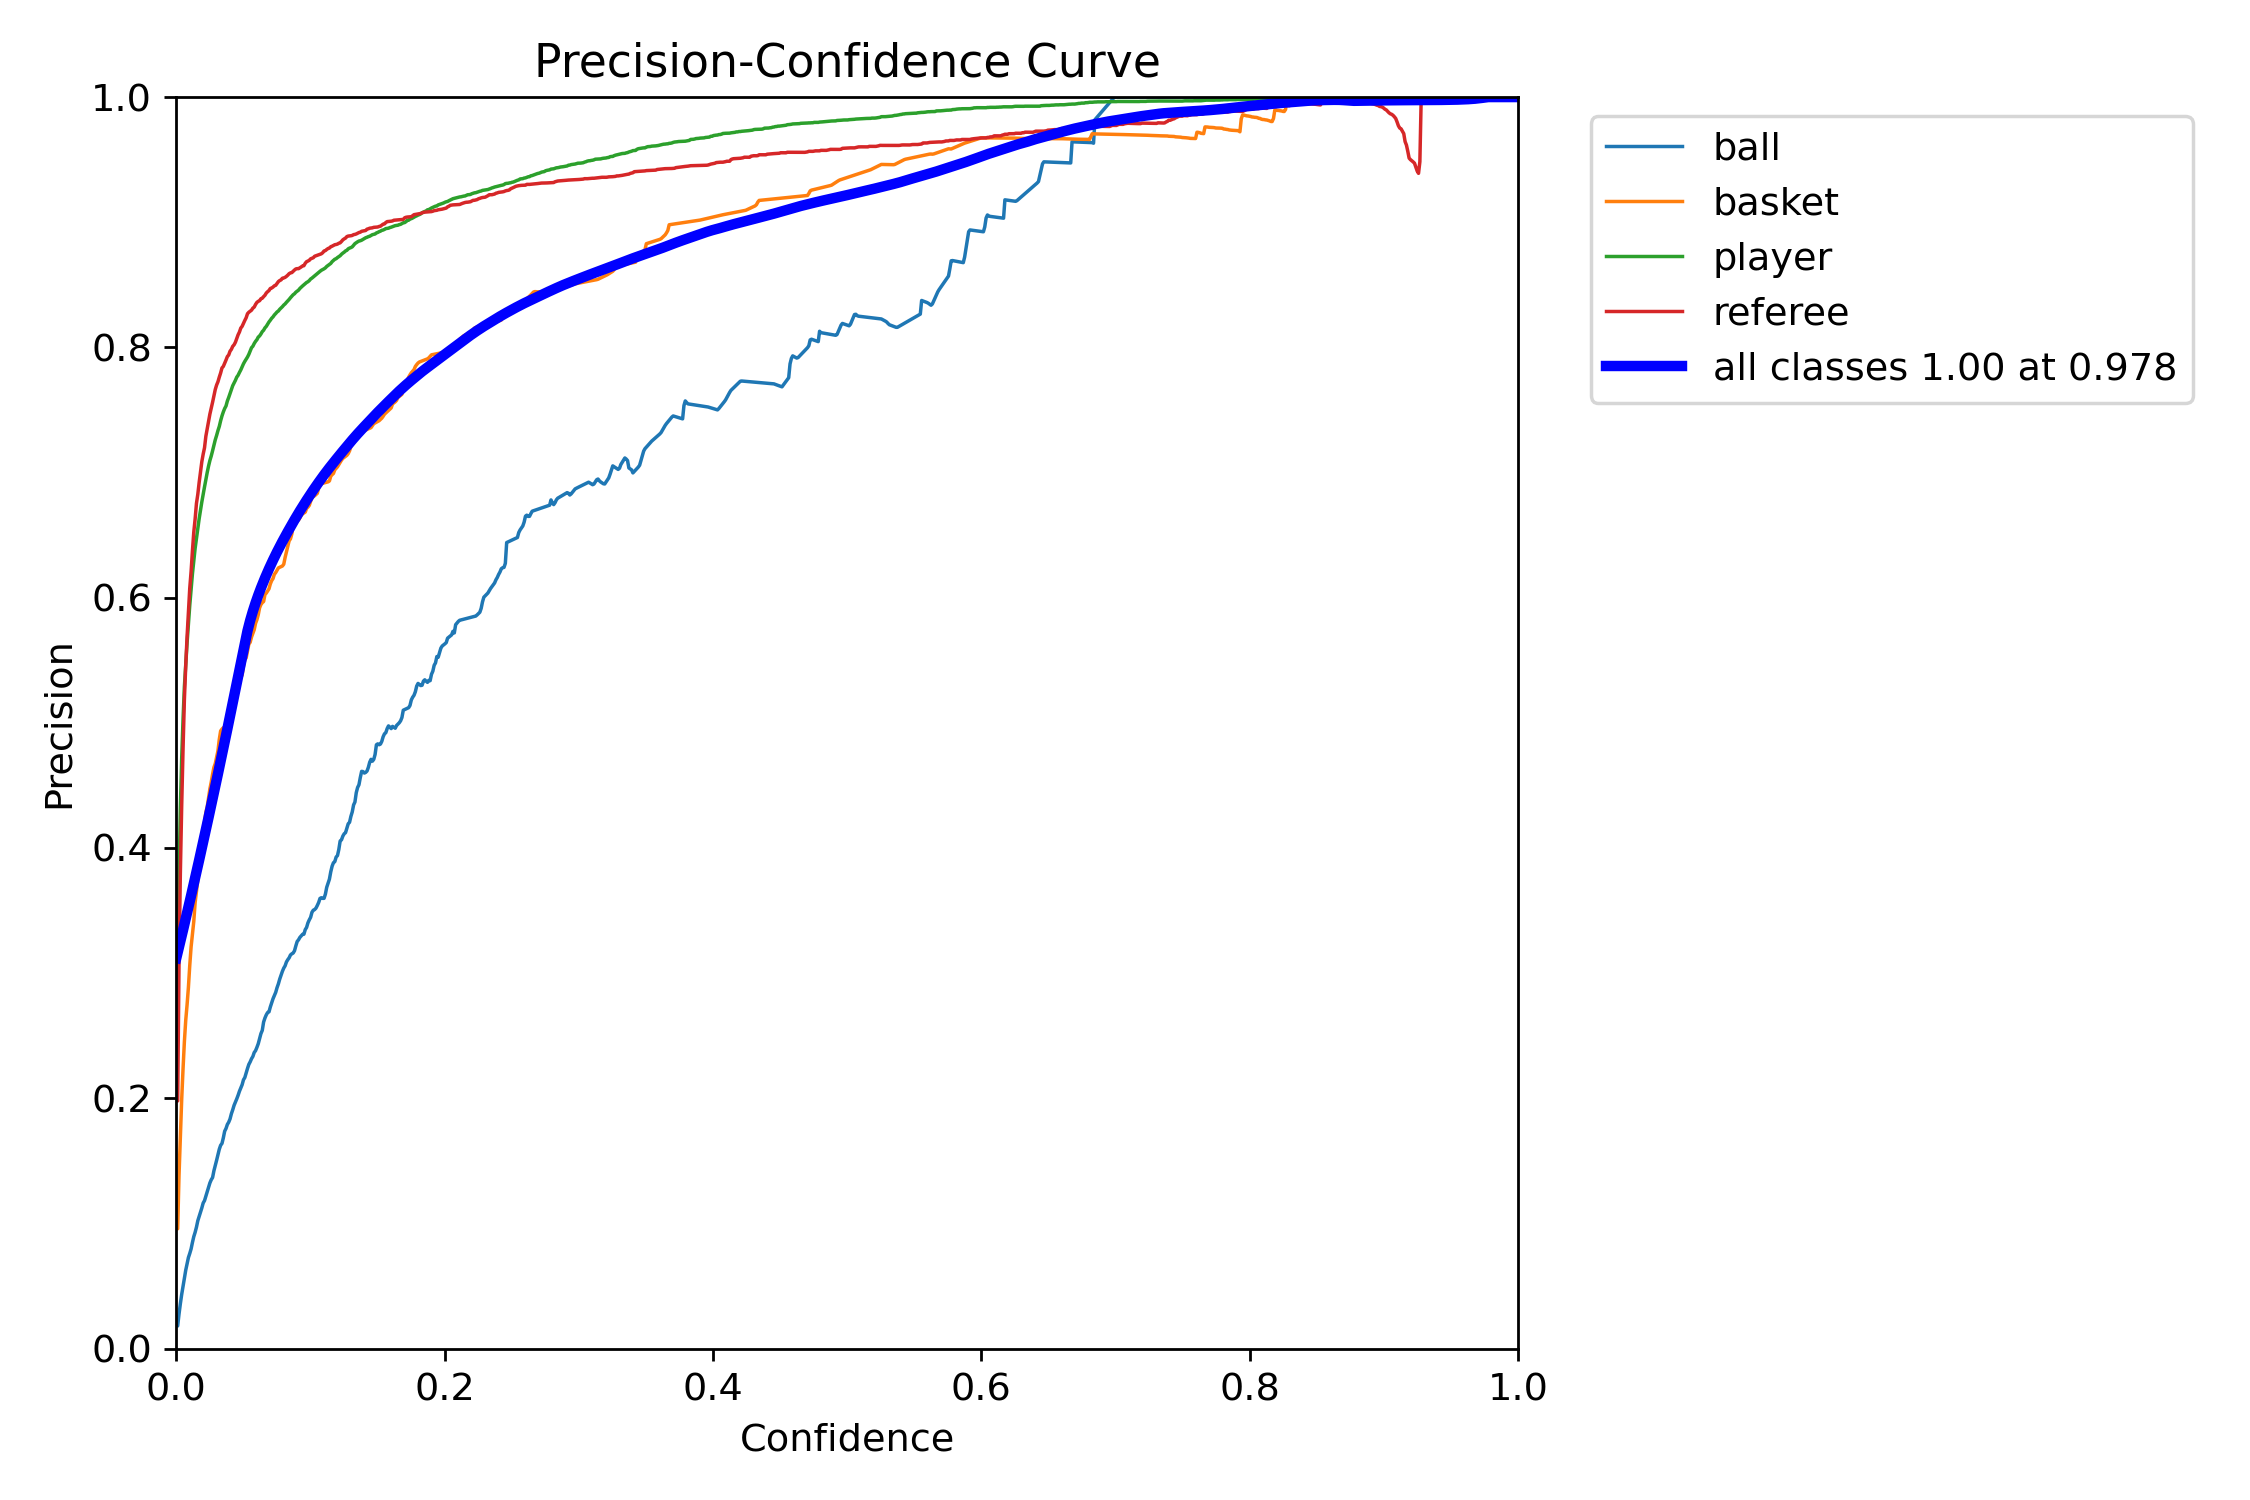 Precision-Confidence Curve
1.0
0.8
0.6
0.4
0.2
0.0
Precision
0.0 0.2 0.4 0.6 0.8 1.0
Confidence
ball
basket
player
referee
all classes 1.00 at 0.978